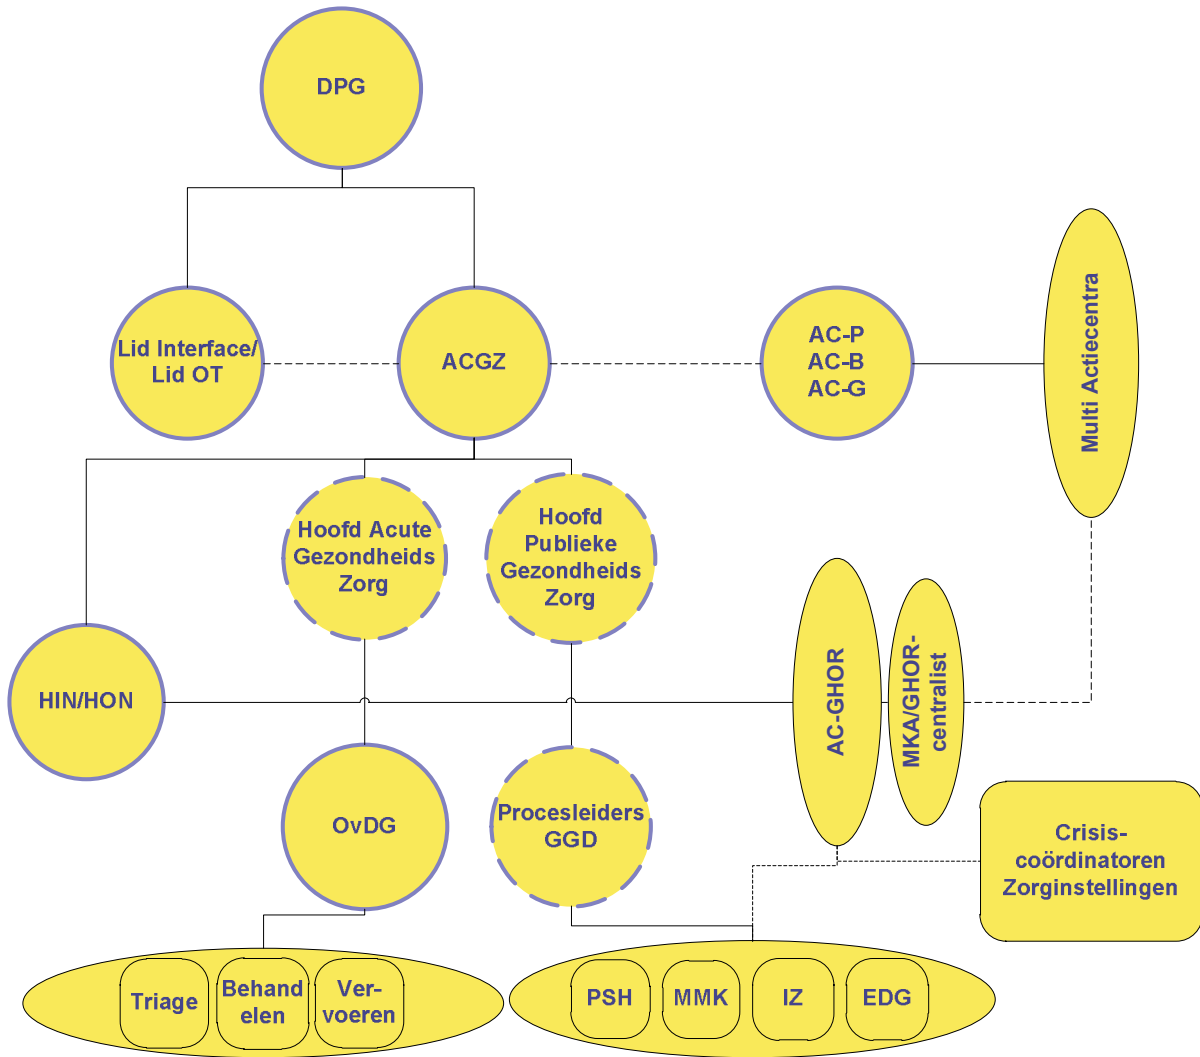 DPG
Lid Interface/
Lid OT
ACGZ
AC-P
AC-B
AC-G
Multi Actiecentra
Hoofd Acute
Gezondheids
Zorg
Hoofd
Publieke
Gezondheids
Zorg
HIN/HON
AC-GHOR
MKA/GHOR-
centralist
OvDG
Procesleiders
GGD
Crisis-
coördinatoren
Zorginstellingen
Triage
Behand
elen
Ver-
voeren
PSH
MMK
IZ
EDG